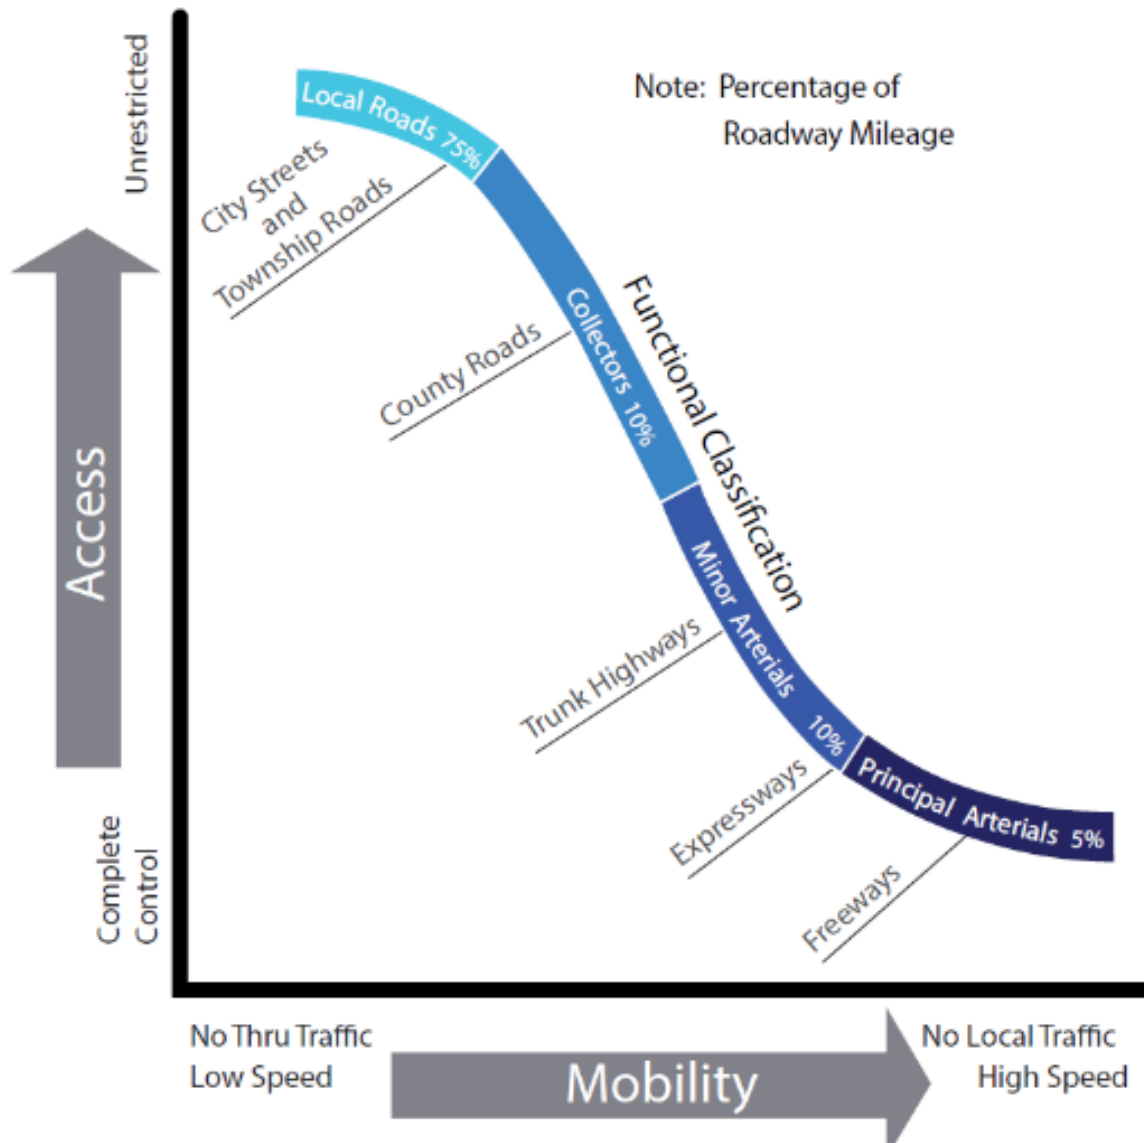 Unrestricted
Access
Complete
Control
Note: Percentage of
Roadway Mileage
Local Roads 75%
City Streets
and
Township Roads
Collectors 10%
County Roads
Functional Classification
Minor Arterials 10%
Trunk Highways
Expressways
Principal Arterials 5%
Freeways
No Thru Traffic
Low Speed
Mobility
No Local Traffic
High Speed